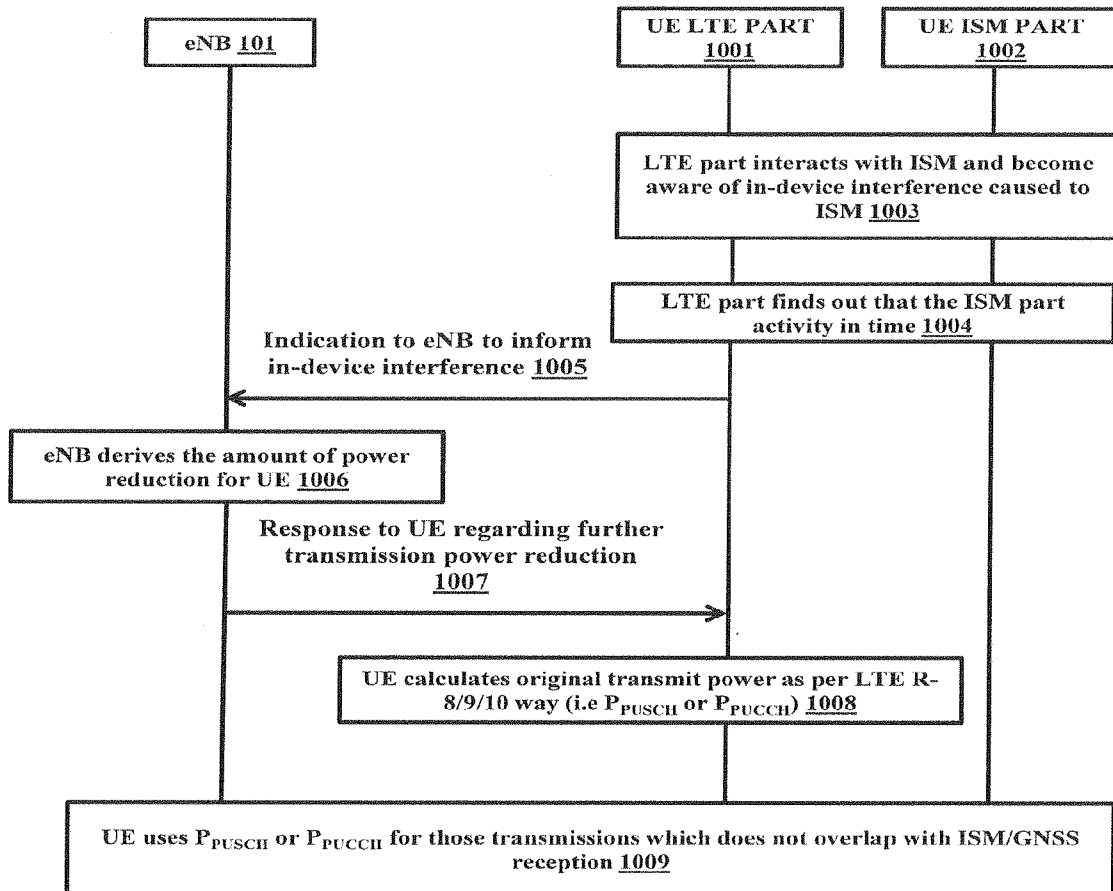 eNB 101
UE LTE PART
1001
UE ISM PART
1002
LTE part interacts with ISM and become
aware of in-device interference caused to
ISM 1003
LTE part finds out that the ISM part
activity in time 1004
Indication to eNB to inform
in-device interference 1005
eNB derives the amount of power
reduction for UE 1006
Response to UE regarding further
transmission power reduction
1007
UE calculates original transmit power as per LTE R-
8/9/10 way (i.e PPUSCH or PPUCCH) 1008
UE uses PPUSCH or PPUCCH for those transmissions which does not overlap with ISM/GNSS
reception 1009